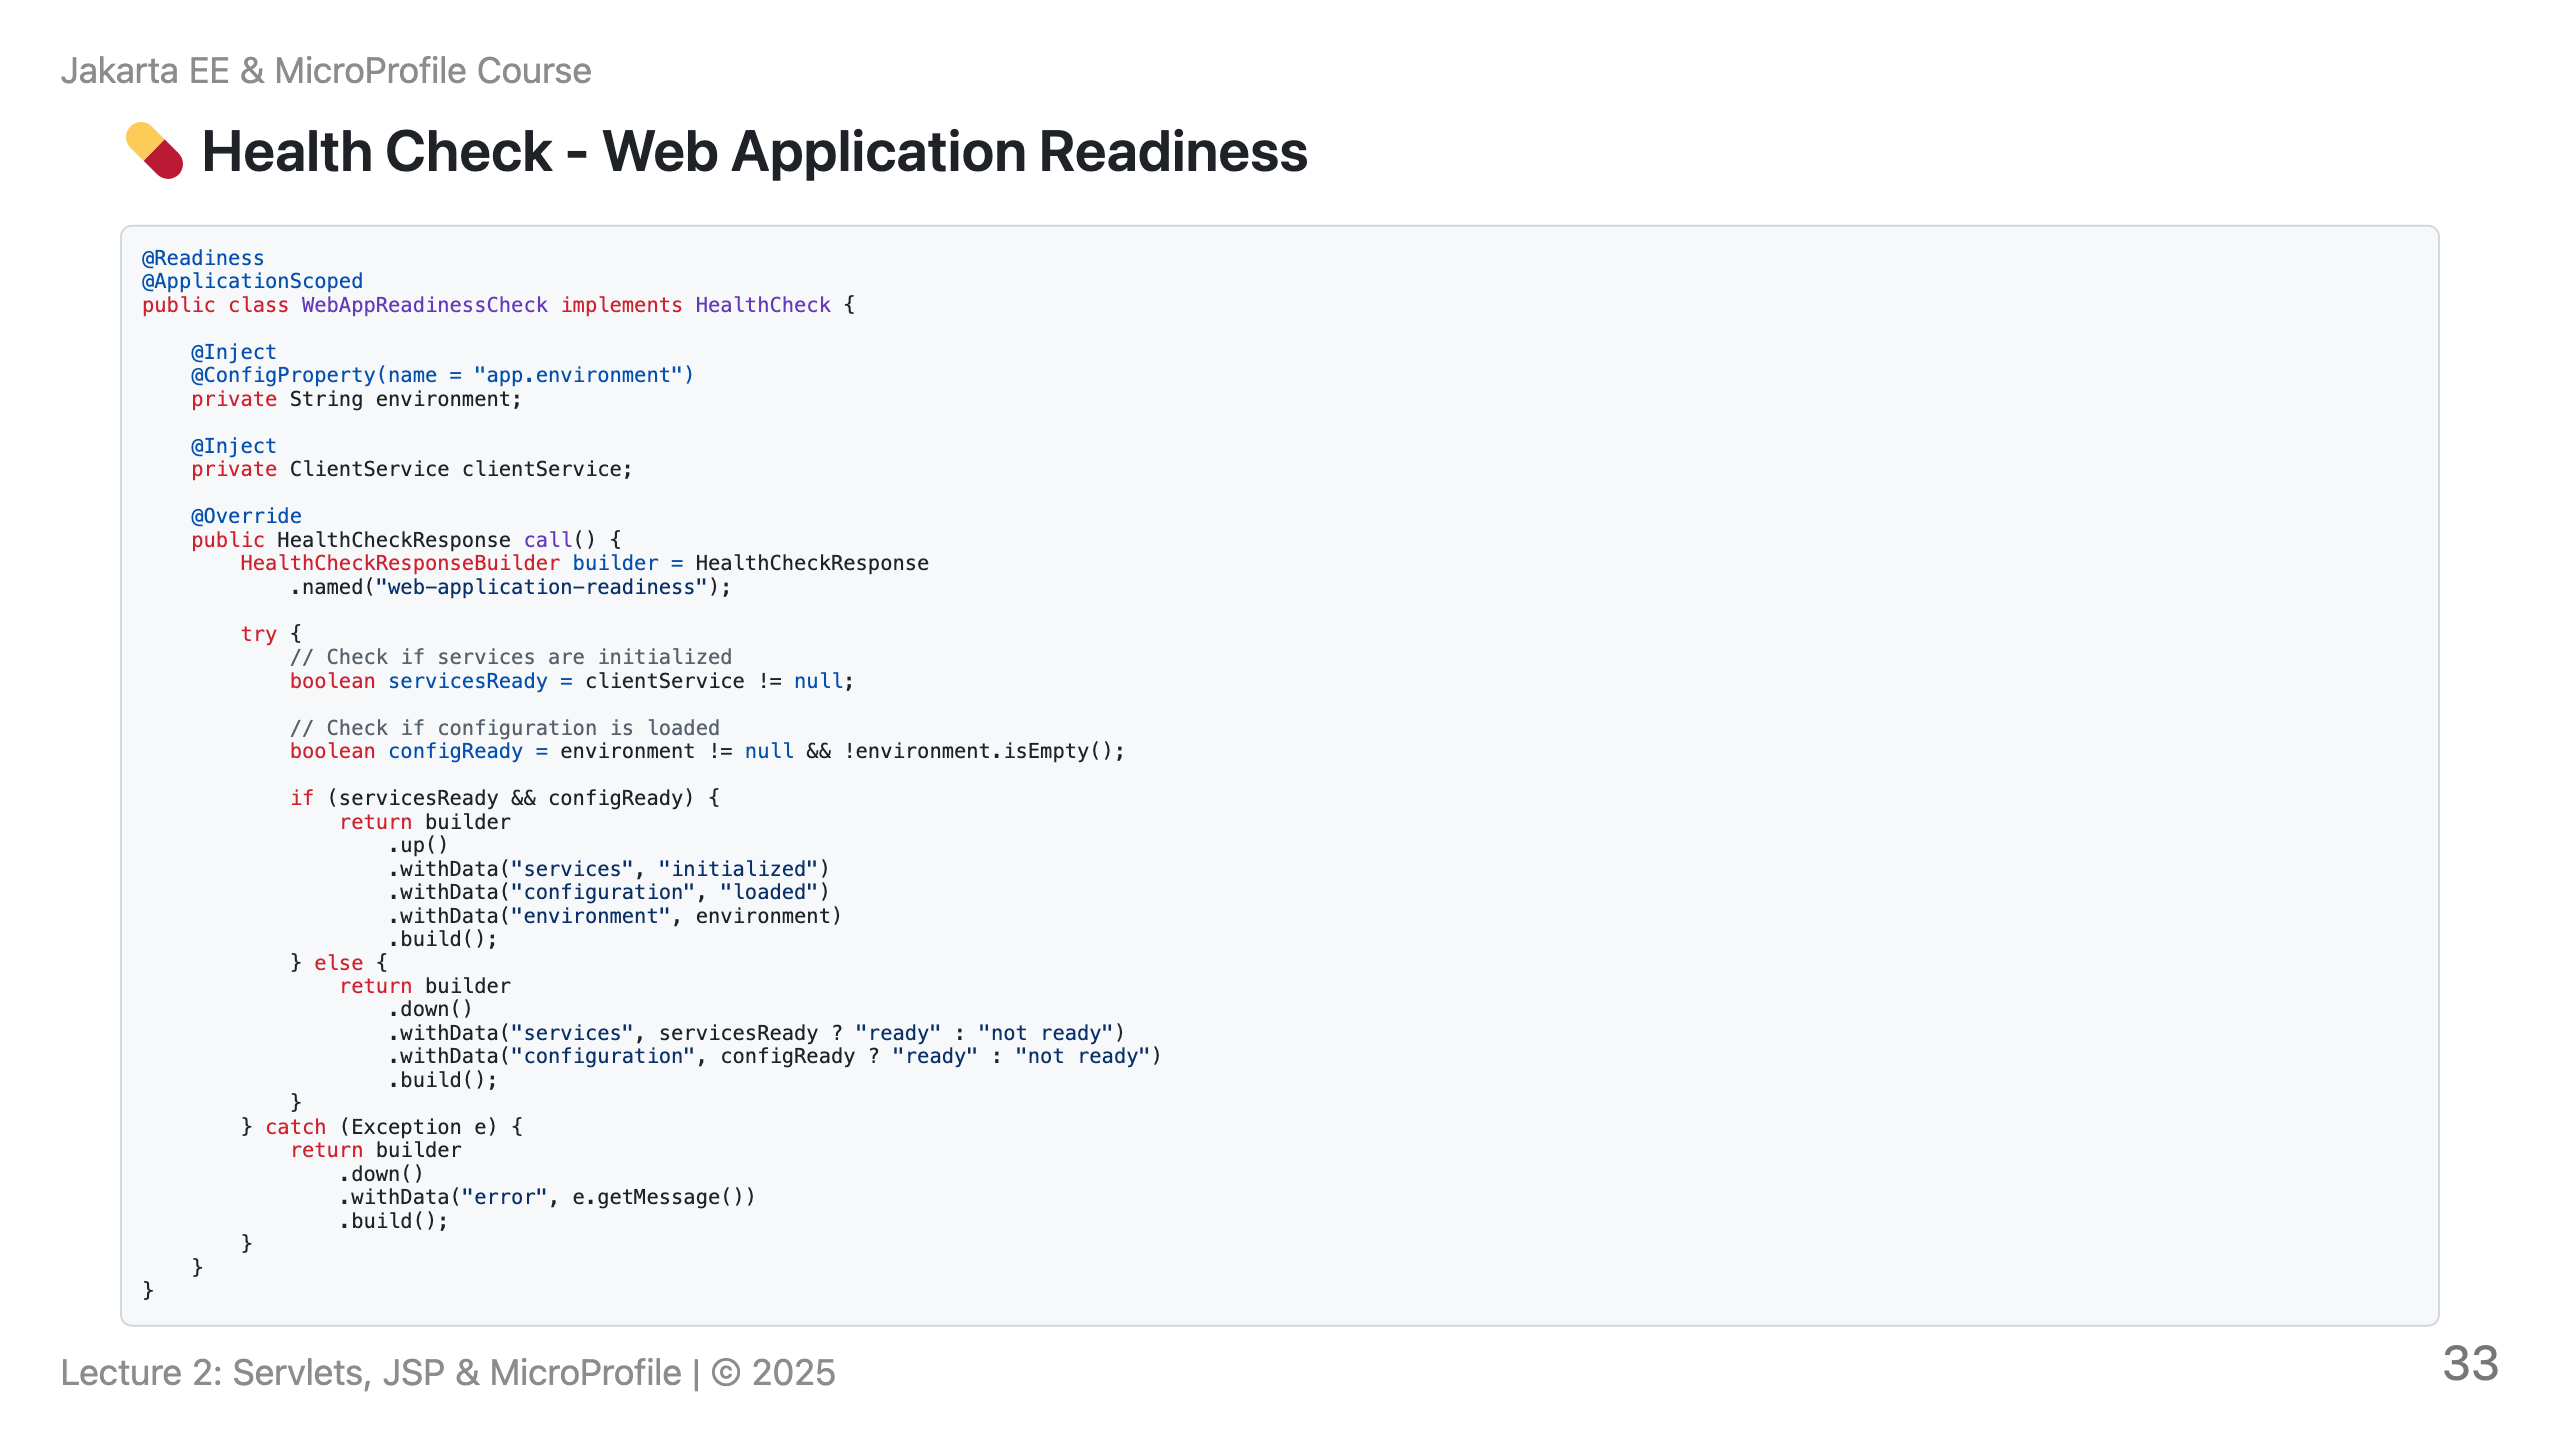 Jakarta EE & MicroProfile Course
💊 Health Check - Web Application Readiness
@Readiness
@ApplicationScoped
public class WebAppReadinessCheck implements HealthCheck {

    @Inject
    @ConfigProperty(name = "app.environment")
    private String environment;

    @Inject
    private ClientService clientService;

    @Override
    public HealthCheckResponse call() {
        HealthCheckResponseBuilder builder = HealthCheckResponse
            .named("web-application-readiness");

        try {
            // Check if services are initialized
            boolean servicesReady = clientService != null;

            // Check if configuration is loaded
            boolean configReady = environment != null && !environment.isEmpty();

            if (servicesReady && configReady) {
                return builder
                    .up()
                    .withData("services", "initialized")
                    .withData("configuration", "loaded")
                    .withData("environment", environment)
                    .build();
            } else {
                return builder
                    .down()
                    .withData("services", servicesReady ? "ready" : "not ready")
                    .withData("configuration", configReady ? "ready" : "not ready")
                    .build();
            }
        } catch (Exception e) {
            return builder
                .down()
                .withData("error", e.getMessage())
                .build();
        }
    }
}
Lecture 2: Servlets, JSP & MicroProfile | © 2025
33